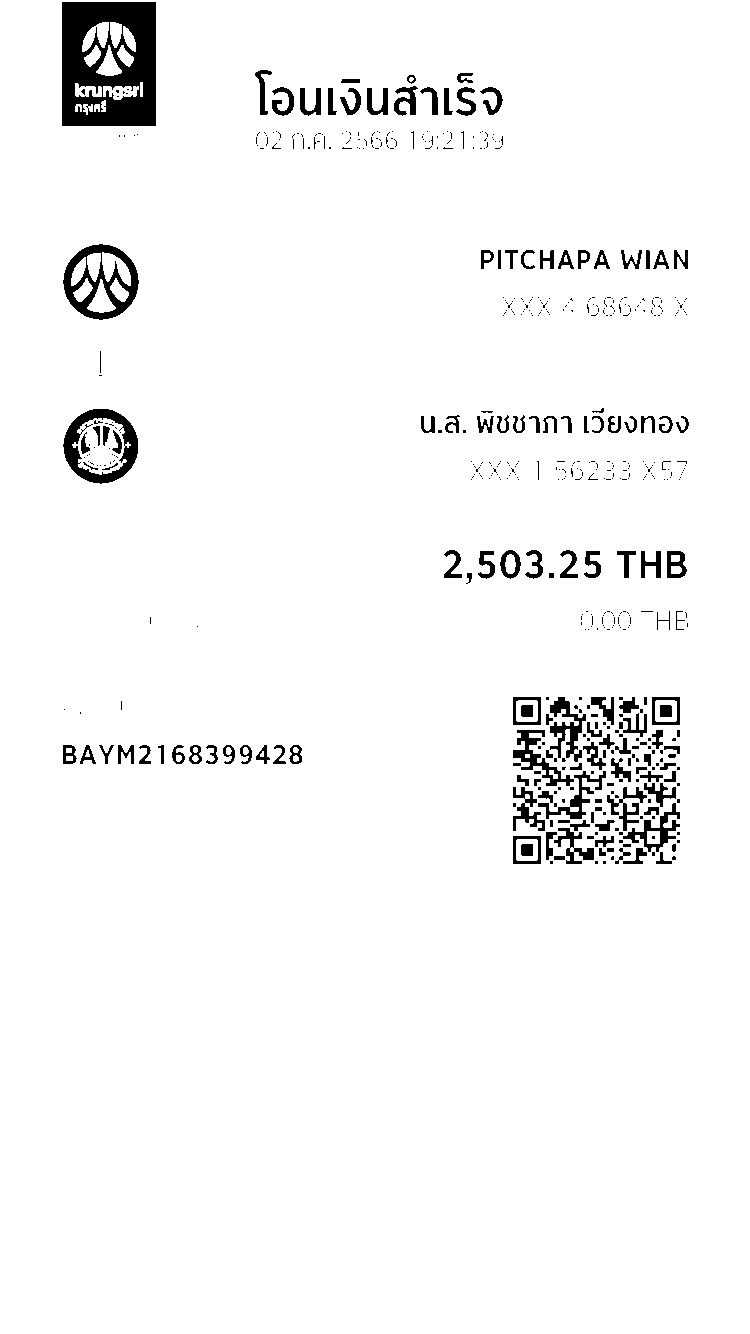 krungsri
กรุงศรี
โอนเงินสำเร็จ
02 ก.ค. 2566 19:21:39
PITCHAPA WIAN
XXX 4 68648 X
น.ส. พิชชาภา เวียงทอง
XXX 1 56233 X57
2,503.25 THB
0.00 THB
BAYM2168399428